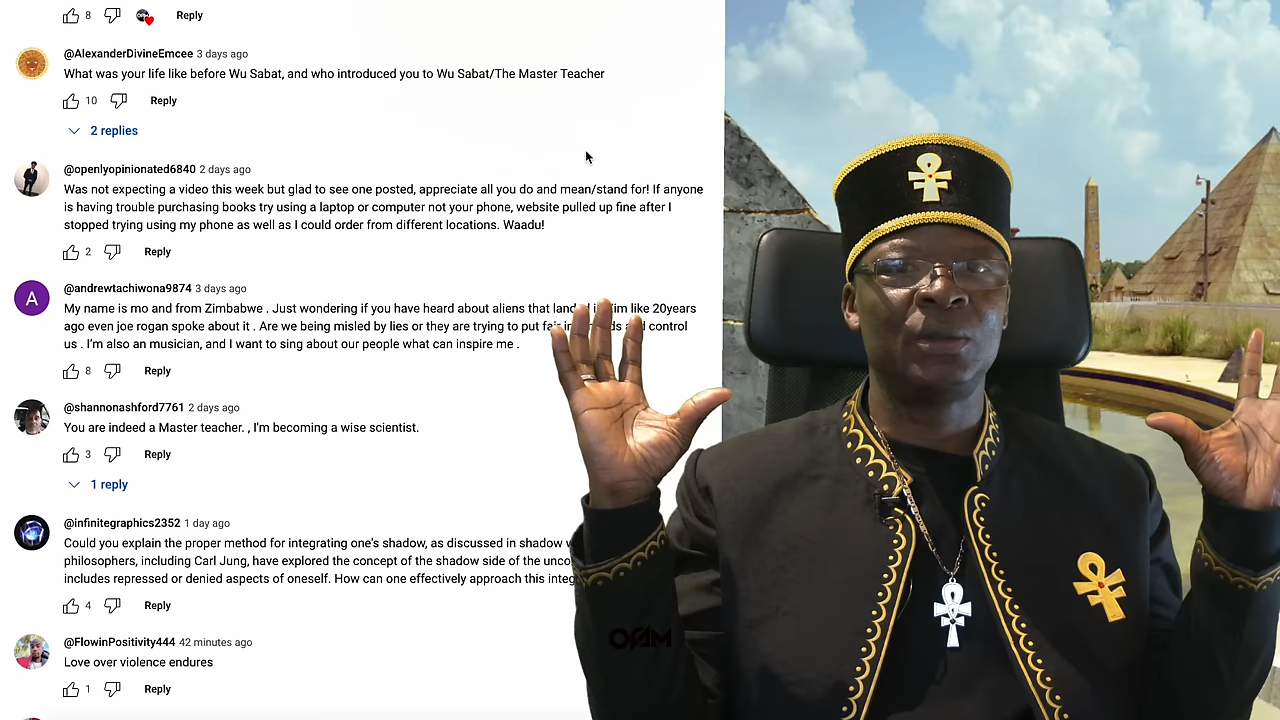 8 Reply
@AlexanderDivineEmcee 3 days ago
What was your life like before Wu Sabat, and who introduced you to Wu Sabat/The Master Teacher
10 Reply
2 replies
@openlyopinionated6840 2 days ago
Was not expecting a video this week but glad to see one posted, appreciate all you do and mean/stand for! If anyone
is having trouble purchasing books try using a laptop or computer not your phone, website pulled up fine after I
stopped trying using my phone as well as I could order from different locations. Waadu!
2 Reply
@andrewtachiwona9874 3 days ago
My name is mo and from Zimbabwe . Just wondering if you have heard about aliens that like 20years
ago even joe rogan spoke about it . Are we being misled by lies or they are trying to put control
us . I'm also an musician, and I want to sing about our people what can inspire me .
8 Reply
@shannonashford7761 2 days ago
You are indeed a Master teacher. , I'm becoming a wise scientist.
3 Reply
1 reply
@infinitegraphics2352 1 day ago
Could you explain the proper method for integrating one's shadow, as discussed in shadow
philosophers, including Carl Jung, have explored the concept of the shadow side of the
includes repressed or denied aspects of oneself. How can one effectively approach this
4 Reply
OFAM
@FlowinPositivity444 42 minutes ago
Love over violence endures
1 Reply
A